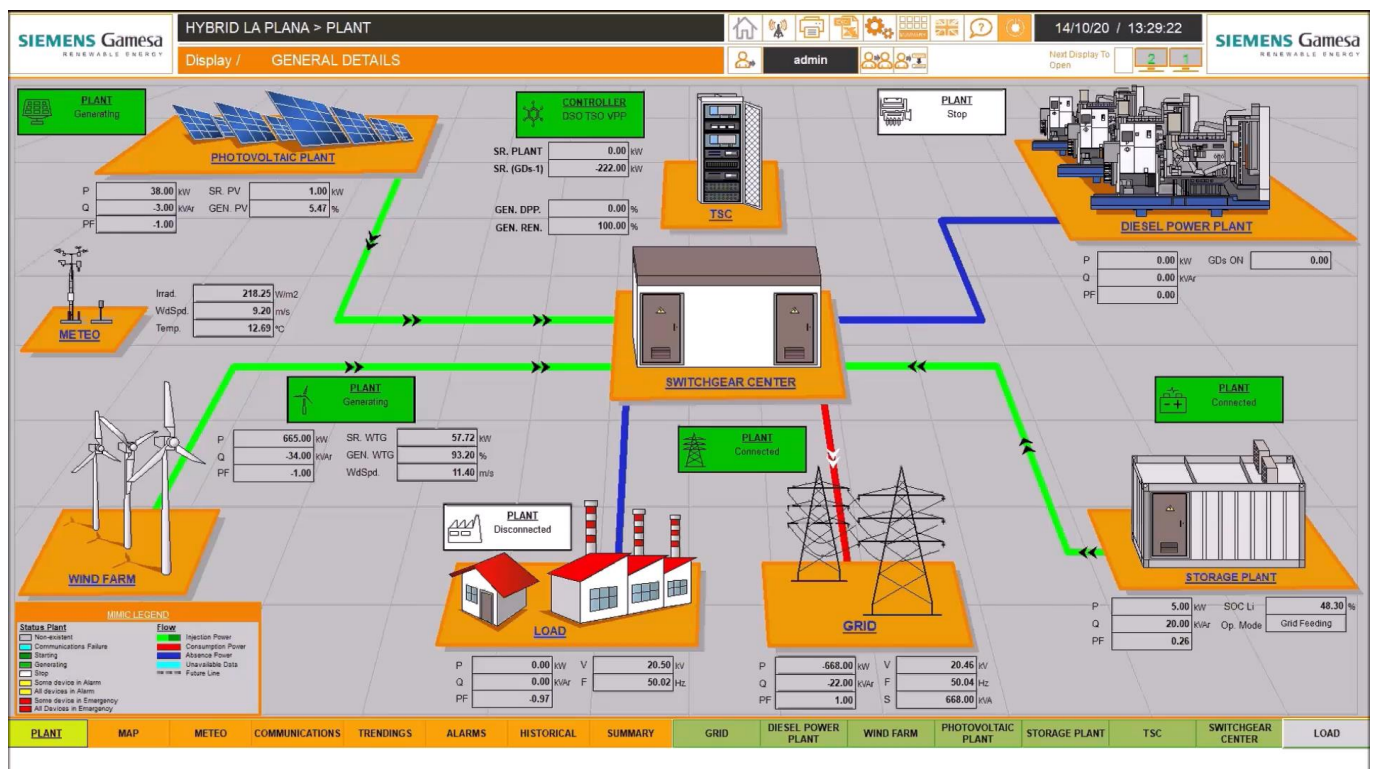 SIEMENS Gamesa
RENEWABLE ENERGY
HYBRID LA PLANA > PLANT
14/10/20 / 13:29:22
SIEMENS Gamesa
RENEWABLE ENERGY
Display / GENERAL DETAILS
admin
Next Display To Open
2
1
PLANT
Generating
PHOTOVOLTAIC PLANT
CONTROLLER
DSO TSO VPP
SR. PLANT 0.00 kW
SR. (GDs-1) -222.00 kW
GEN. DPP. 0.00 %
GEN. REN. 100.00 %
TSC
PLANT
Stop
DIESEL POWER PLANT
P 38.00 kW SR. PV 1.00 kW
Q -3.00 kVAr GEN. PV 5.47 %
PF -1.00
P 0.00 kW GDs ON 0.00
Q 0.00 kVAr
PF 0.00
METEO
Irrad. 218.25 W/m2
WdSpd. 9.20 m/s
Temp. 12.69 ºC
SWITCHGEAR CENTER
PLANT
Generating
P 665.00 kW SR. WTG 57.72 kW
Q -34.00 kVAr GEN. WTG 93.20 %
PF -1.00 WdSpd. 11.40 m/s
WIND FARM
PLANT
Connected
PLANT
Connected
PLANT
Disconnected
LOAD
GRID
STORAGE PLANT
P 5.00 kW SOC Li 48.30 %
Q 20.00 kVAr Op. Mode Grid Feeding
PF 0.26
P 0.00 kW V 20.50 kV
Q 0.00 kVAr F 50.02 Hz
PF -0.97
P -668.00 kW V 20.46 kV
Q -22.00 kVAr F 50.04 Hz
PF 1.00 S 668.00 kVA
MIMIC LEGEND
Status Plant
Non-existent
Communications Failure
Starting
Generating
Stop
Some device in Alarm
All devices in Alarm
Some device in Emergency
All Devices in Emergency
Flow
Injection Power
Consumption Power
Absence Power
Unavailable Data
Future Line
PLANT
MAP
METEO
COMMUNICATIONS
TRENDINGS
ALARMS
HISTORICAL
SUMMARY
GRID
DIESEL POWER PLANT
WIND FARM
PHOTOVOLTAIC PLANT
STORAGE PLANT
TSC
SWITCHGEAR CENTER
LOAD